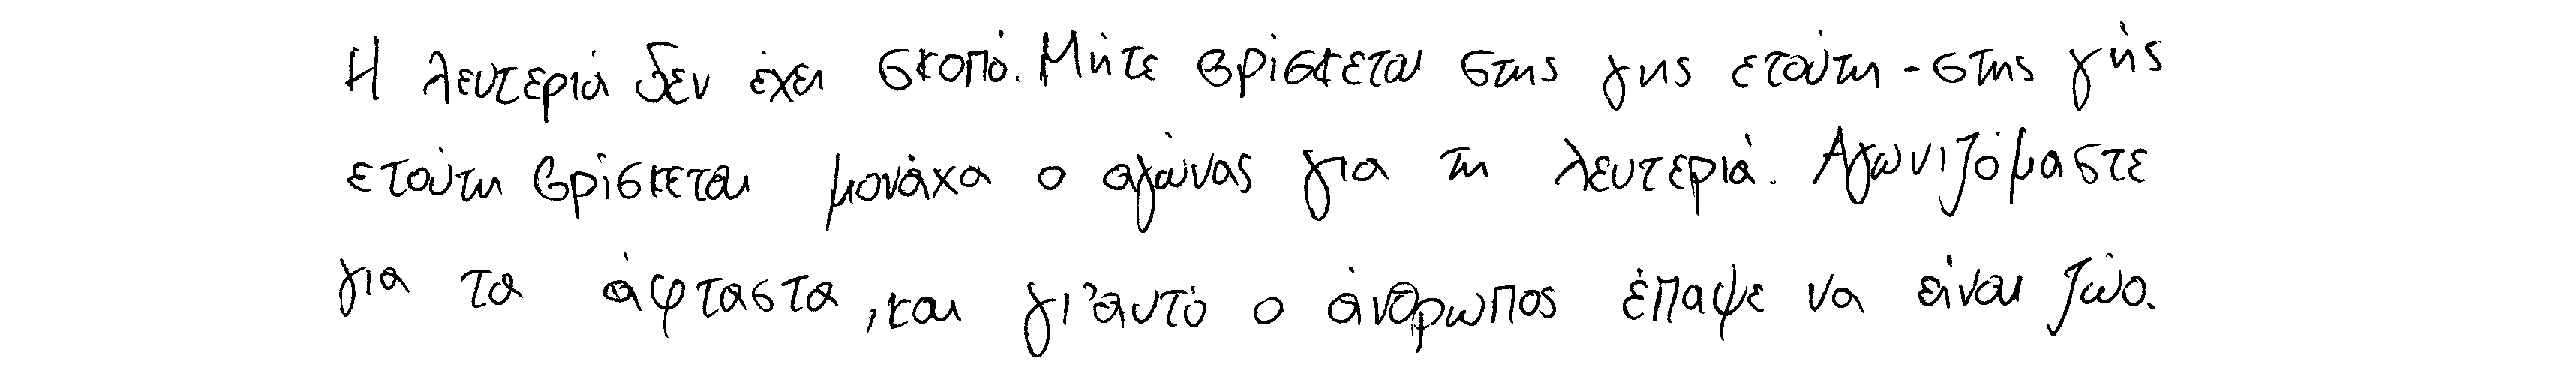 Η λευτεριά δεν έχει σκοπό. Μήτε βρίσκεται στης γης ετούτη - στης γής
ετούτη βρίσκεται μονάχα ο αγώνας για τη λευτεριά. Αγωνιζόμαστε
για τα άφταστα, και γι'αυτό ο άνθρωπος έπαψε να είναι ζώο.